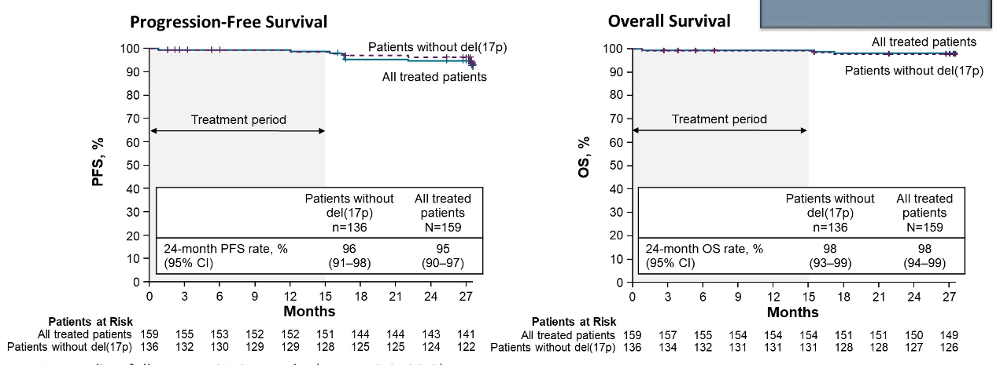 Progression-Free Survival
Patients without del(17p)
All treated patients
100
90
80
70
60
50
40
30
20
10
0
PFS, %
Treatment period
Patients without del(17p) n=136
All treated patients N=159
24-month PFS rate, % (95% CI)
96 (91–98)
95 (90–97)
0 3 6 9 12 15 18 21 24 27
Months
Patients at Risk
All treated patients 159 155 153 152 152 151 144 144 143 141
Patients without del(17p) 136 132 130 129 129 128 125 125 124 122
Overall Survival
All treated patients
Patients without del(17p)
100
90
80
70
60
50
40
30
20
10
0
OS, %
Treatment period
Patients without del(17p) n=136
All treated patients N=159
24-month OS rate, % (95% CI)
98 (93–99)
98 (94–99)
0 3 6 9 12 15 18 21 24 27
Months
Patients at Risk
All treated patients 159 157 155 154 154 154 151 151 150 149
Patients without del(17p) 136 134 132 131 131 131 128 128 127 126